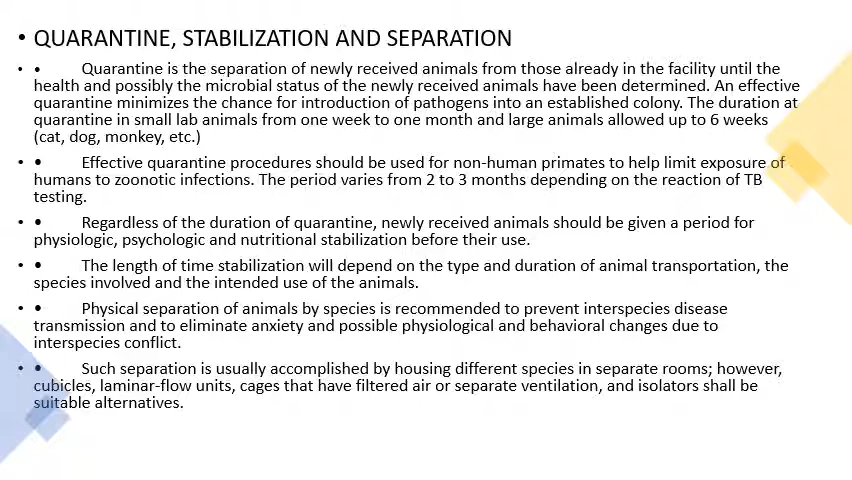 • QUARANTINE, STABILIZATION AND SEPARATION
• • Quarantine is the separation of newly received animals from those already in the facility until the
health and possibly the microbial status of the newly received animals have been determined. An effective
quarantine minimizes the chance for introduction of pathogens into an established colony. The duration at
quarantine in small lab animals from one week to one month and large animals allowed up to 6 weeks
(cat, dog, monkey, etc.)
• • Effective quarantine procedures should be used for non-human primates to help limit exposure of
humans to zoonotic infections. The period varies from 2 to 3 months depending on the reaction of TB
testing.
• • Regardless of the duration of quarantine, newly received animals should be given a period for
physiologic, psychologic and nutritional stabilization before their use.
• • The length of time stabilization will depend on the type and duration of animal transportation, the
species involved and the intended use of the animals.
• • Physical separation of animals by species is recommended to prevent interspecies disease
transmission and to eliminate anxiety and possible physiological and behavioral changes due to
interspecies conflict.
• • Such separation is usually accomplished by housing different species in separate rooms; however,
cubicles, laminar-flow units, cages that have filtered air or separate ventilation, and isolators shall be
suitable alternatives.